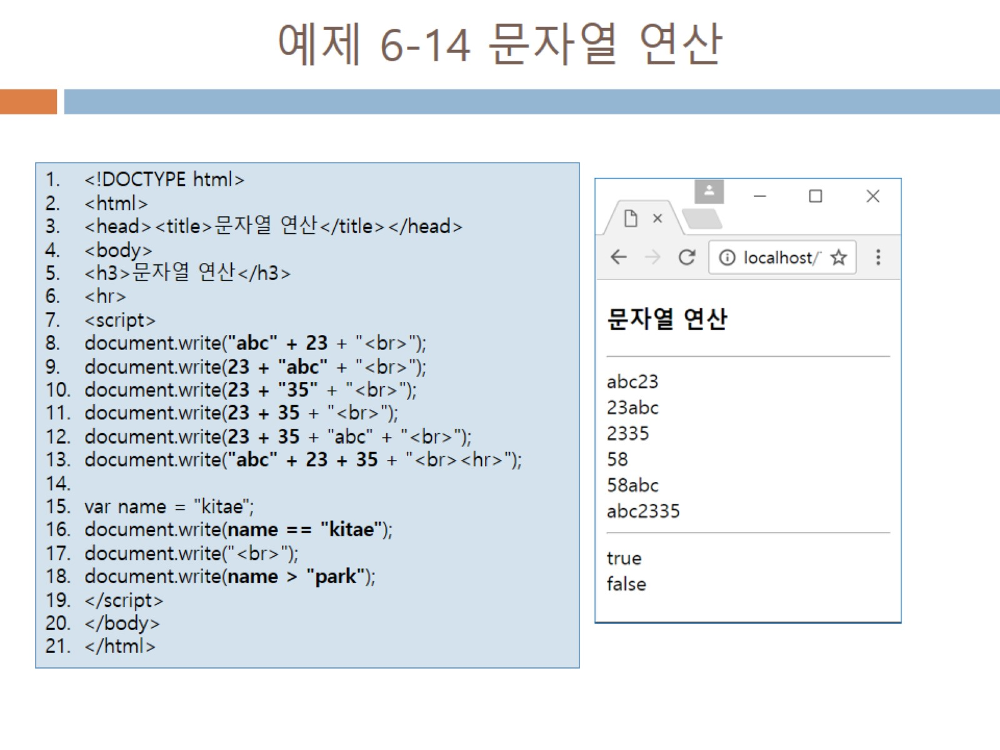 예제 6-14 문자열 연산
1. <!DOCTYPE html>
2. <html>
3. <head><title>문자열 연산</title></head>
4. <body>
5. <h3>문자열 연산</h3>
6. <hr>
7. <script>
8. document.write("abc" + 23 + "<br>");
9. document.write(23 + "abc" + "<br>");
10. document.write(23 + "35" + "<br>");
11. document.write(23 + 35 + "<br>");
12. document.write(23 + 35 + "abc" + "<br>");
13. document.write("abc" + 23 + 35 + "<br><hr>");
14.
15. var name = "kitae";
16. document.write(name == "kitae");
17. document.write("<br>");
18. document.write(name > "park");
19. </script>
20. </body>
21. </html>
localhost/
문자열 연산
abc23
23abc
2335
58
58abc
abc2335
true
false